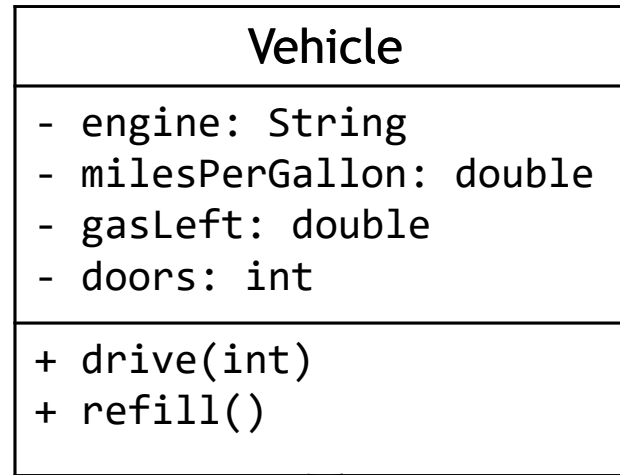 Vehicle
- engine: String
- milesPerGallon: double
- gasLeft: double
- doors: int
+ drive(int)
+ refill()